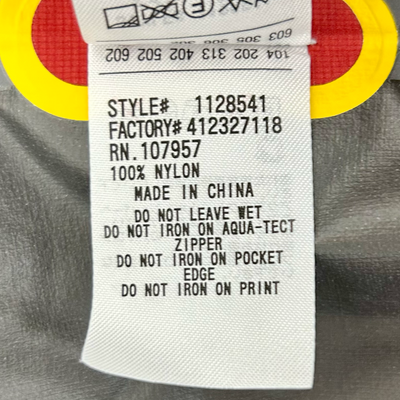 104 202 313 402 502 602
STYLE# 1128541
FACTORY# 412327118
RN.107957
100% NYLON
MADE IN CHINA
DO NOT LEAVE WET
DO NOT IRON ON AQUA-TECT
ZIPPER
DO NOT IRON ON POCKET
EDGE
DO NOT IRON ON PRINT